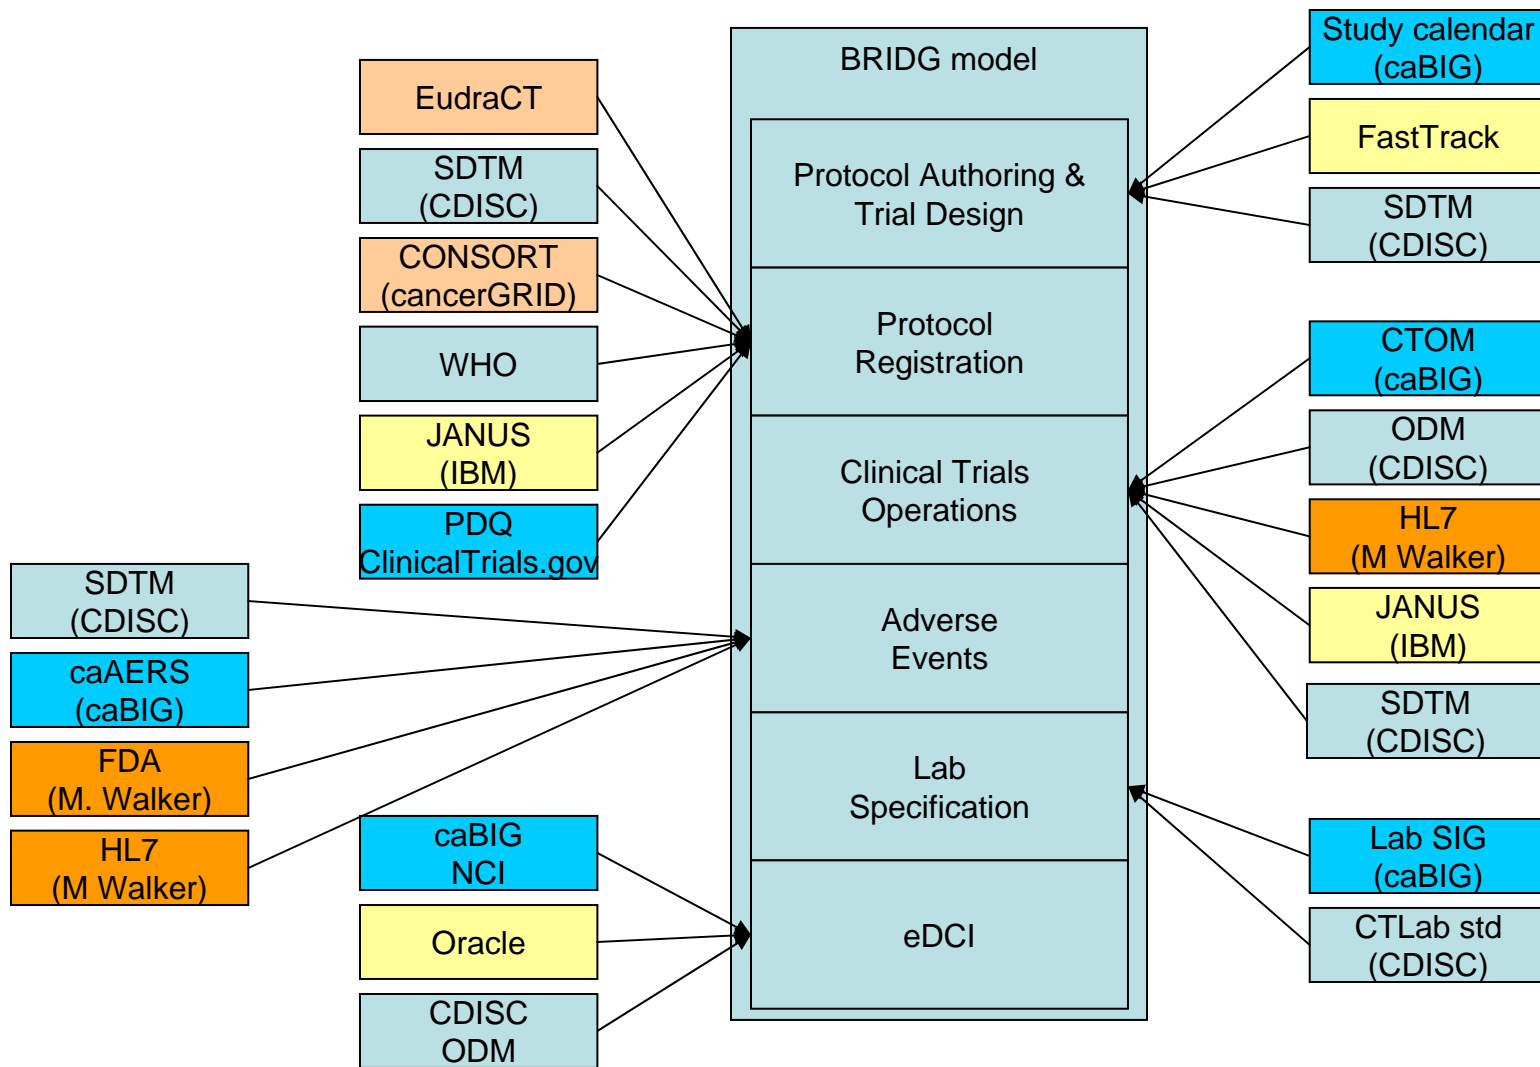 BRIDG model
Protocol Authoring &
Trial Design
Protocol
Registration
Clinical Trials
Operations
Adverse
Events
Lab
Specification
eDCI
EudraCT
SDTM
(CDISC)
CONSORT
(cancerGRID)
WHO
JANUS
(IBM)
PDQ
ClinicalTrials.gov
SDTM
(CDISC)
caAERS
(caBIG)
FDA
(M. Walker)
HL7
(M Walker)
caBIG
NCI
Oracle
CDISC
ODM
Study calendar
(caBIG)
FastTrack
SDTM
(CDISC)
CTOM
(caBIG)
ODM
(CDISC)
HL7
(M Walker)
JANUS
(IBM)
SDTM
(CDISC)
Lab SIG
(caBIG)
CTLab std
(CDISC)